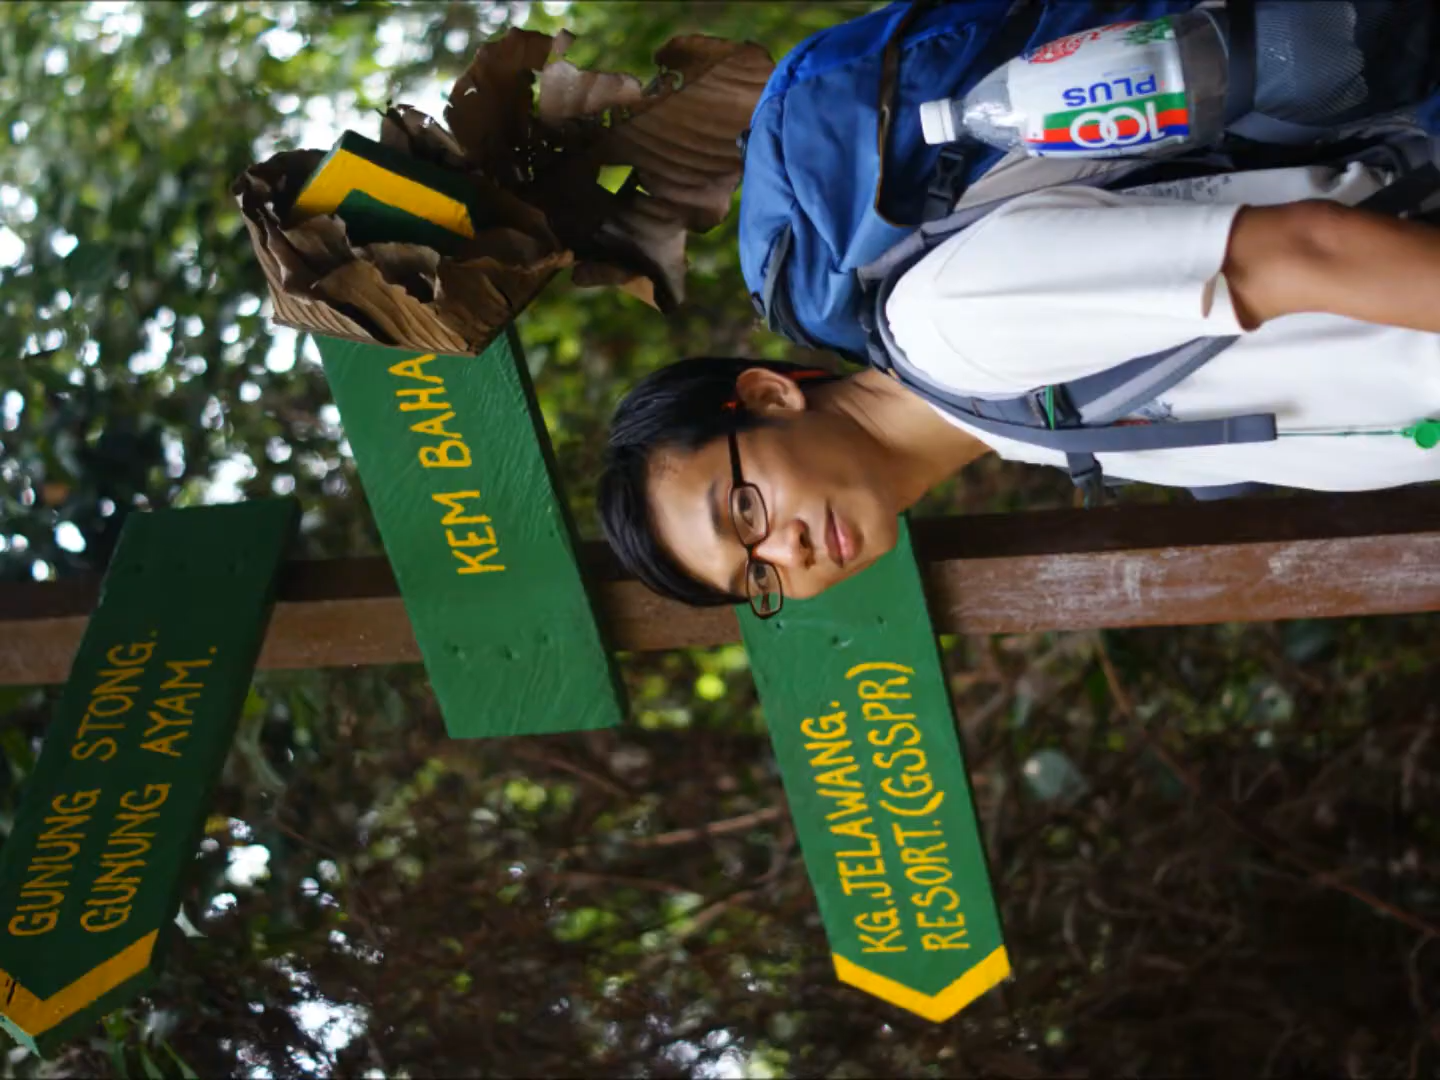 GUNUNG STONG.
GUNUNG AYAM.
KEM BAHA
KG.JELAWANG.
RESORT.(GSSPR)
100
PLUS